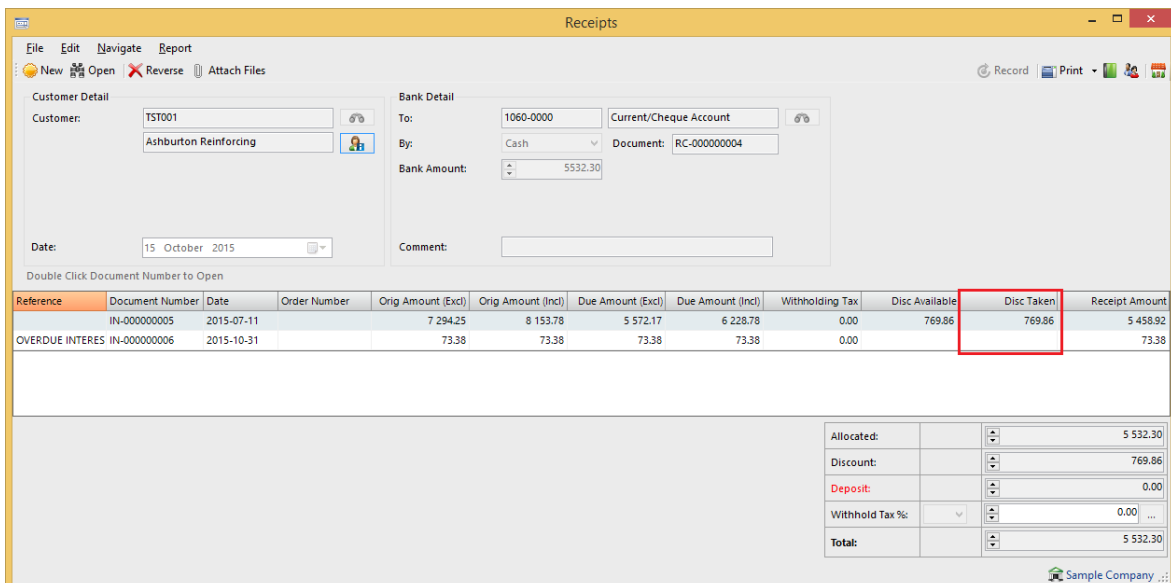 Receipts
File Edit Navigate Report
New Open Reverse Attach Files Record Print
Customer Detail Bank Detail
Customer: TST001 To: 1060-0000 Current/Cheque Account
Ashburton Reinforcing By: Cash Document: RC-000000004
Bank Amount: 5532.30
Date: 15 October 2015 Comment:
Double Click Document Number to Open
Reference Document Number Date Order Number Orig Amount (Excl) Orig Amount (Incl) Due Amount (Excl) Due Amount (Incl) Withholding Tax Disc Available Disc Taken Receipt Amount
IN-000000005 2015-07-11 7 294.25 8 153.78 5 572.17 6 228.78 0.00 769.86 769.86 5 458.92
OVERDUE INTERES IN-000000006 2015-10-31 73.38 73.38 73.38 73.38 0.00 73.38
Allocated: 5 532.30
Discount: 769.86
Deposit: 0.00
Withhold Tax %: 0.00 ...
Total: 5 532.30
Sample Company